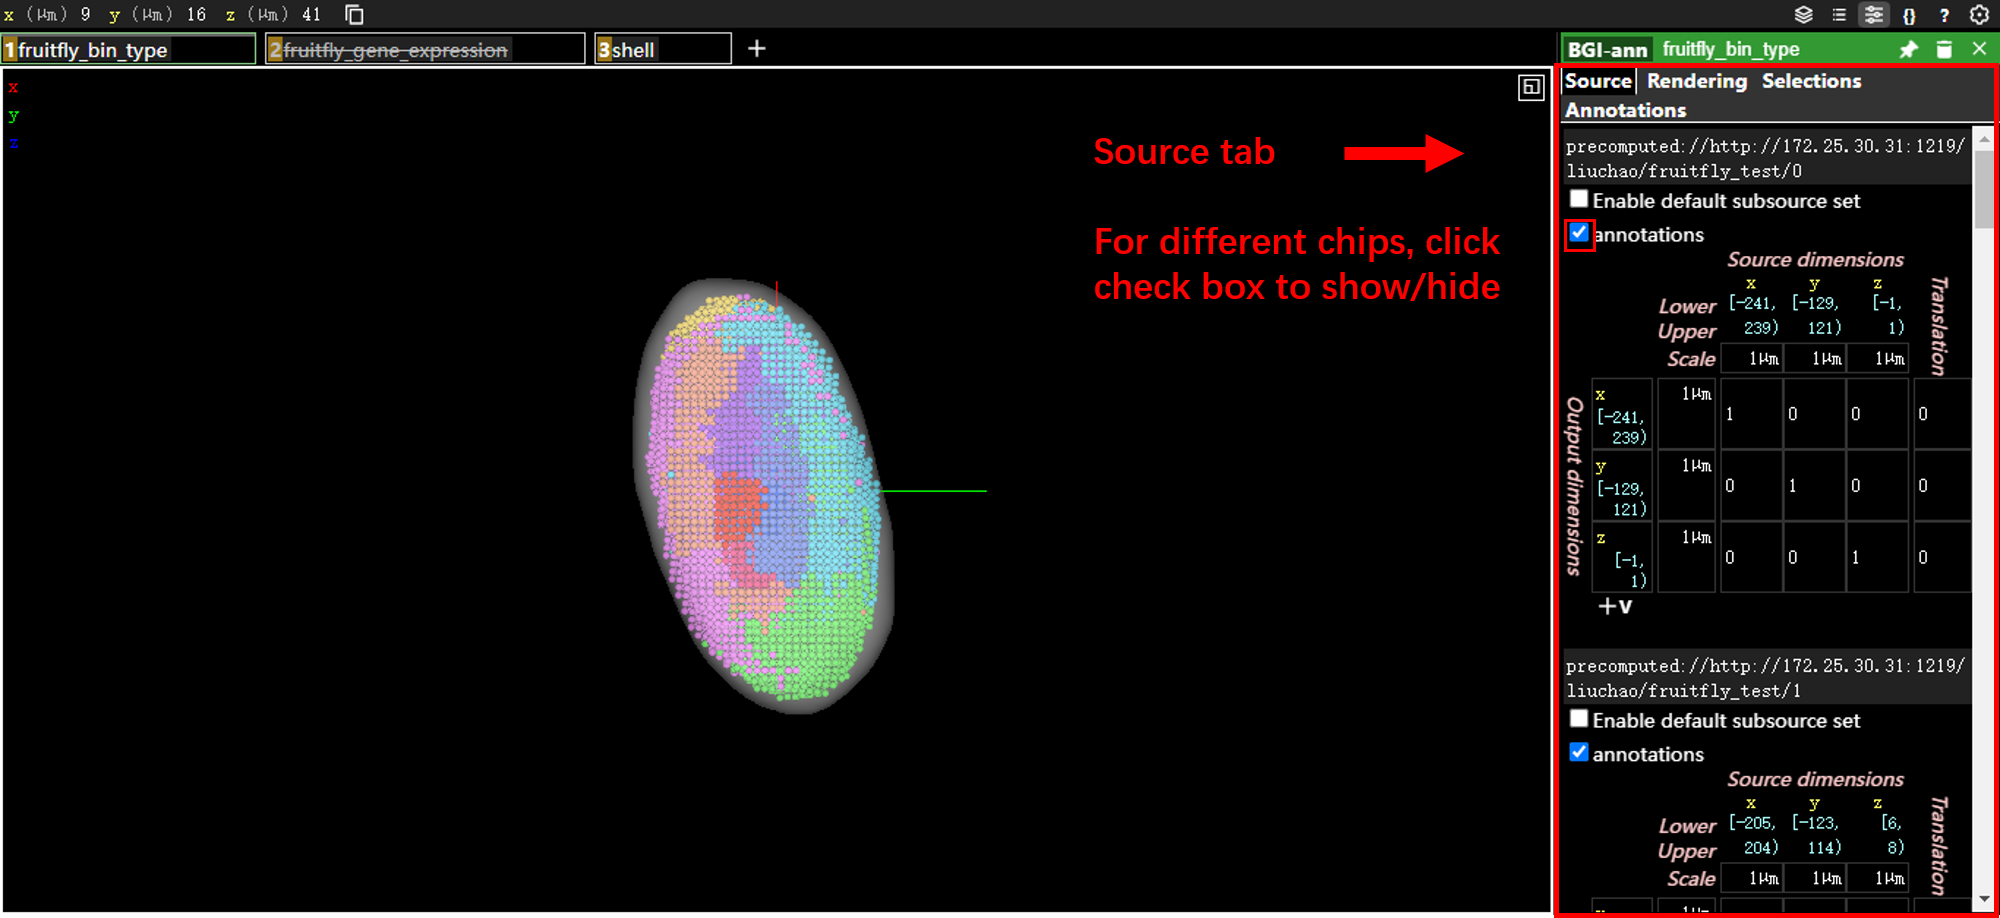 x (μm) 9 y (μm) 16 z (μm) 41
{} ?
1 fruitfly_bin_type 2 fruitfly_gene_expression 3 shell +
BGI-ann fruitfly_bin_type
x
y
z
Source tab
For different chips, click
check box to show/hide
Source Rendering Selections
Annotations
precomputed://http://172.25.30.31:1219/
liuchao/fruitfly_test/0
Enable default subsource set
annotations
Source dimensions
x y z
Lower [-241, [-129, [-1,
Upper 239) 121) 1)
Scale 1μm 1μm 1μm
Translation
Output dimensions
x 1μm
[-241, 1 0 0 0
239)
y 1μm
[-129, 0 1 0 0
121)
z 1μm
[-1, 0 0 1 0
1)
+v
precomputed://http://172.25.30.31:1219/
liuchao/fruitfly_test/1
Enable default subsource set
annotations
Source dimensions
x y z
Lower [-205, [-123, [6,
Upper 204) 114) 8)
Scale 1μm 1μm 1μm
Translation